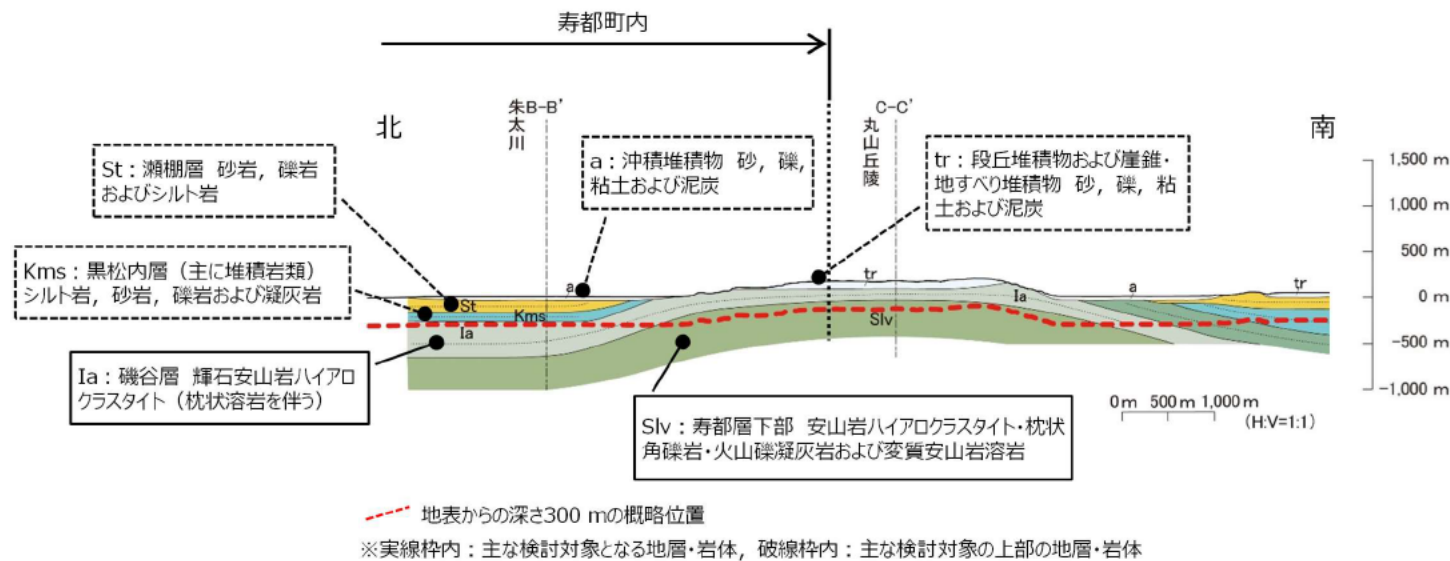 寿都町内
北
南
朱太川
B-B’
丸山丘陵
C-C’
St：瀬棚層 砂岩，礫岩
およびシルト岩
a：沖積堆積物 砂，礫，
粘土および泥炭
tr：段丘堆積物および崖錐・
地すべり堆積物 砂，礫，粘
土および泥炭
Kms：黒松内層（主に堆積岩類）
シルト岩，砂岩，礫岩および凝灰岩
1,500 m
1,000 m
500 m
0 m
-500 m
-1,000 m
a
tr
a
tr
St
Kms
Ia
Slv
Ia
Ia：磯谷層 輝石安山岩ハイアロ
クラスタイト（枕状溶岩を伴う）
Slv：寿都層下部 安山岩ハイアロクラスタイト・枕状
角礫岩・火山礫凝灰岩および変質安山岩溶岩
0 m 500 m 1,000 m
(H:V=1:1)
地表からの深さ300 mの概略位置
※実線枠内：主な検討対象となる地層・岩体，破線枠内：主な検討対象の上部の地層・岩体